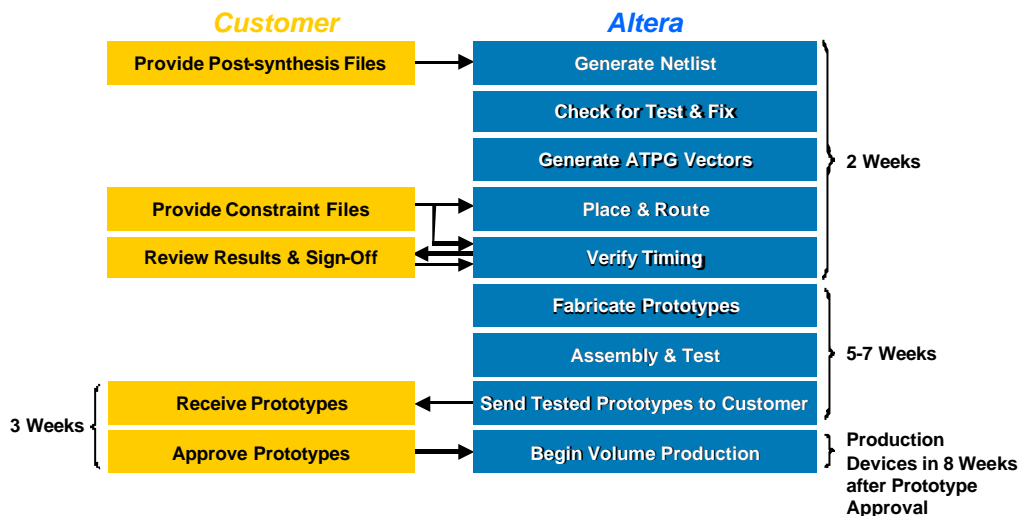 Customer
Altera
Provide Post-synthesis Files
Generate Netlist
Check for Test & Fix
Generate ATPG Vectors
2 Weeks
Provide Constraint Files
Place & Route
Review Results & Sign-Off
Verify Timing
Fabricate Prototypes
Assembly & Test
5-7 Weeks
Receive Prototypes
Send Tested Prototypes to Customer
3 Weeks
Approve Prototypes
Begin Volume Production
Production
Devices in 8 Weeks
after Prototype
Approval